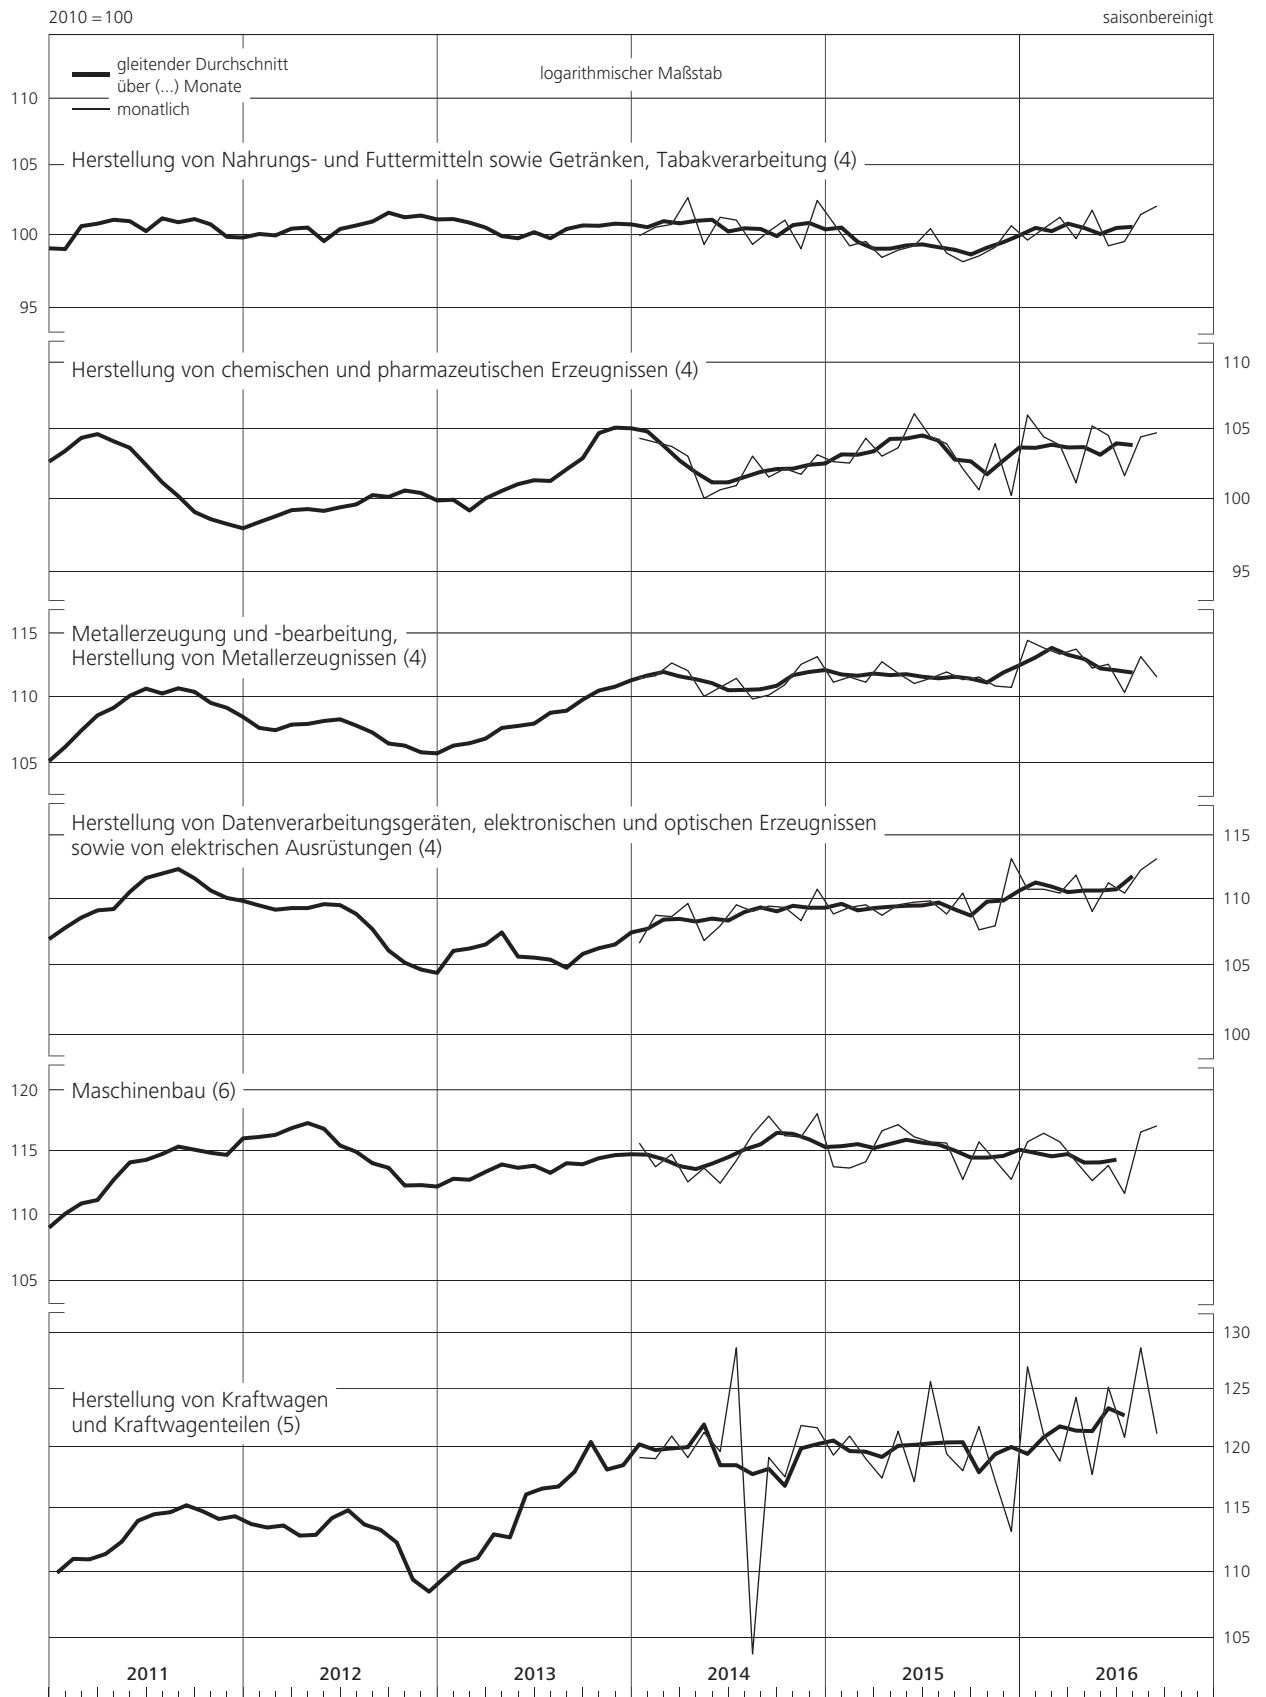 2010 = 100
saisonbereinigt
gleitender Durchschnitt
über (...) Monate
monatlich
logarithmischer Maßstab
110
105
Herstellung von Nahrungs- und Futtermitteln sowie Getränken, Tabakverarbeitung (4)
100
95
110
Herstellung von chemischen und pharmazeutischen Erzeugnissen (4)
105
100
95
115
Metallerzeugung und -bearbeitung,
Herstellung von Metallerzeugnissen (4)
110
105
Herstellung von Datenverarbeitungsgeräten, elektronischen und optischen Erzeugnissen
sowie von elektrischen Ausrüstungen (4)
115
110
105
100
120
Maschinenbau (6)
115
110
105
130
125
Herstellung von Kraftwagen
und Kraftwagenteilen (5)
120
115
110
105
2011 2012 2013 2014 2015 2016